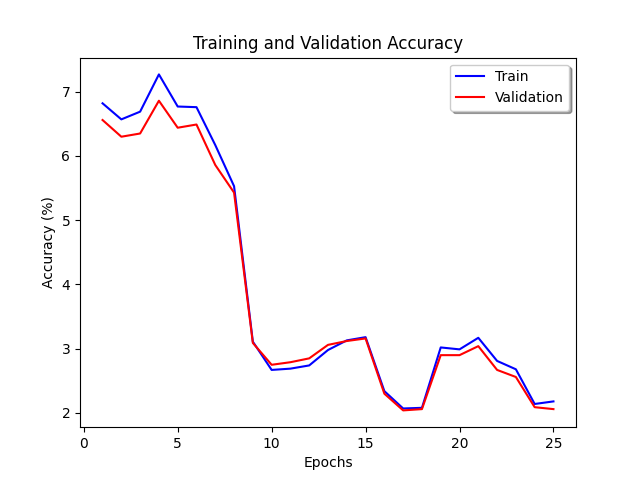 Training and Validation Accuracy
Train
Validation
Accuracy (%)
7
6
5
4
3
2
0 5 10 15 20 25
Epochs